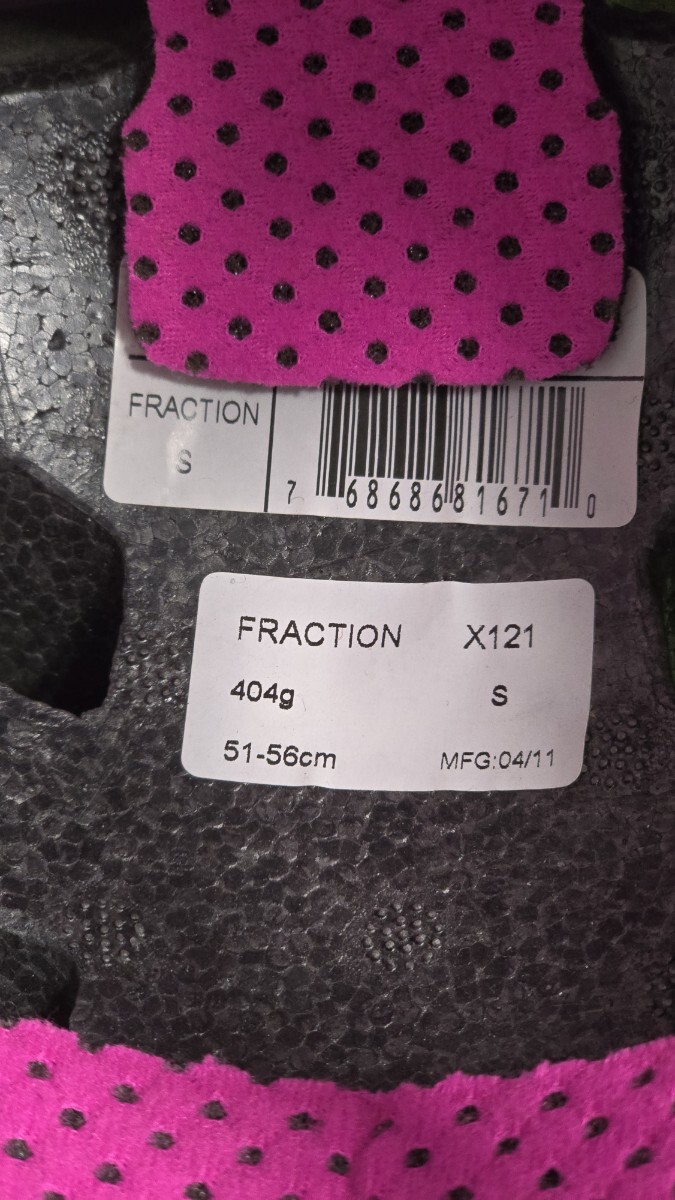 FRACTION
S
7 68686 81671 0
FRACTION X121
404g S
51-56cm MFG:04/11